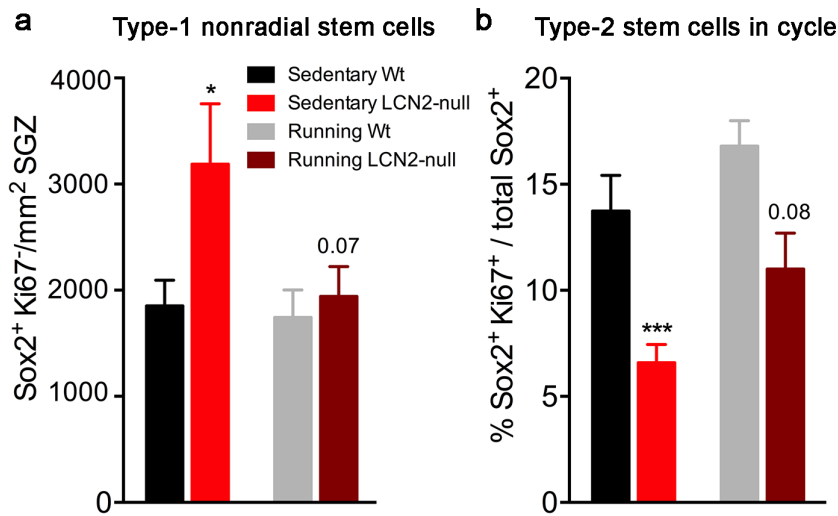 a
Type-1 nonradial stem cells
Sox2⁺ Ki67⁻/mm² SGZ
4000
3000
2000
1000
0
*
0.07
Sedentary Wt
Sedentary LCN2-null
Running Wt
Running LCN2-null
b
Type-2 stem cells in cycle
% Sox2⁺ Ki67⁺ / total Sox2⁺
20
15
10
5
0
***
0.08